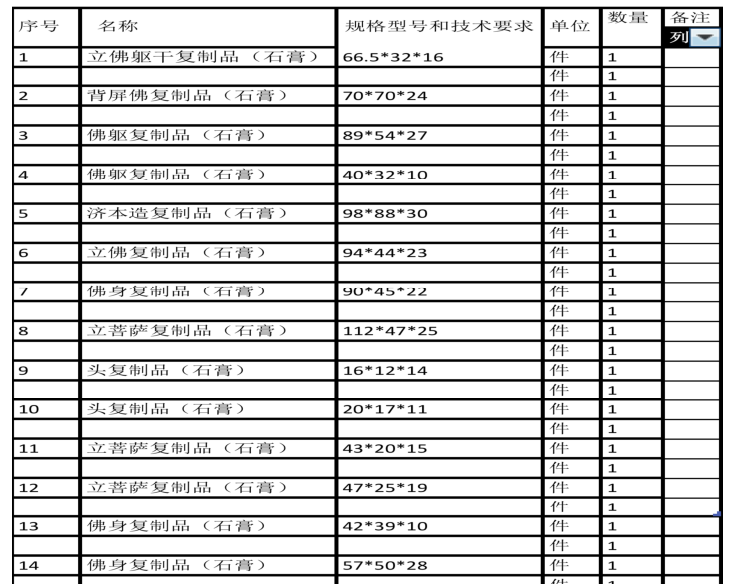 序号 名称 规格型号和技术要求 单位 数量 备注
列
1 立佛躯干复制品（石膏） 66.5*32*16 件 1
件 1
2 背屏佛复制品（石膏） 70*70*24 件 1
件 1
3 佛躯复制品（石膏） 89*54*27 件 1
件 1
4 佛躯复制品（石膏） 40*32*10 件 1
件 1
5 济本造复制品（石膏） 98*88*30 件 1
件 1
6 立佛复制品（石膏） 94*44*23 件 1
件 1
7 佛身复制品（石膏） 90*45*22 件 1
件 1
8 立菩萨复制品（石膏） 112*47*25 件 1
件 1
9 头复制品（石膏） 16*12*14 件 1
件 1
10 头复制品（石膏） 20*17*11 件 1
件 1
11 立菩萨复制品（石膏） 43*20*15 件 1
件 1
12 立菩萨复制品（石膏） 47*25*19 件 1
件 1
13 佛身复制品（石膏） 42*39*10 件 1
件 1
14 佛身复制品（石膏） 57*50*28 件 1
件 1